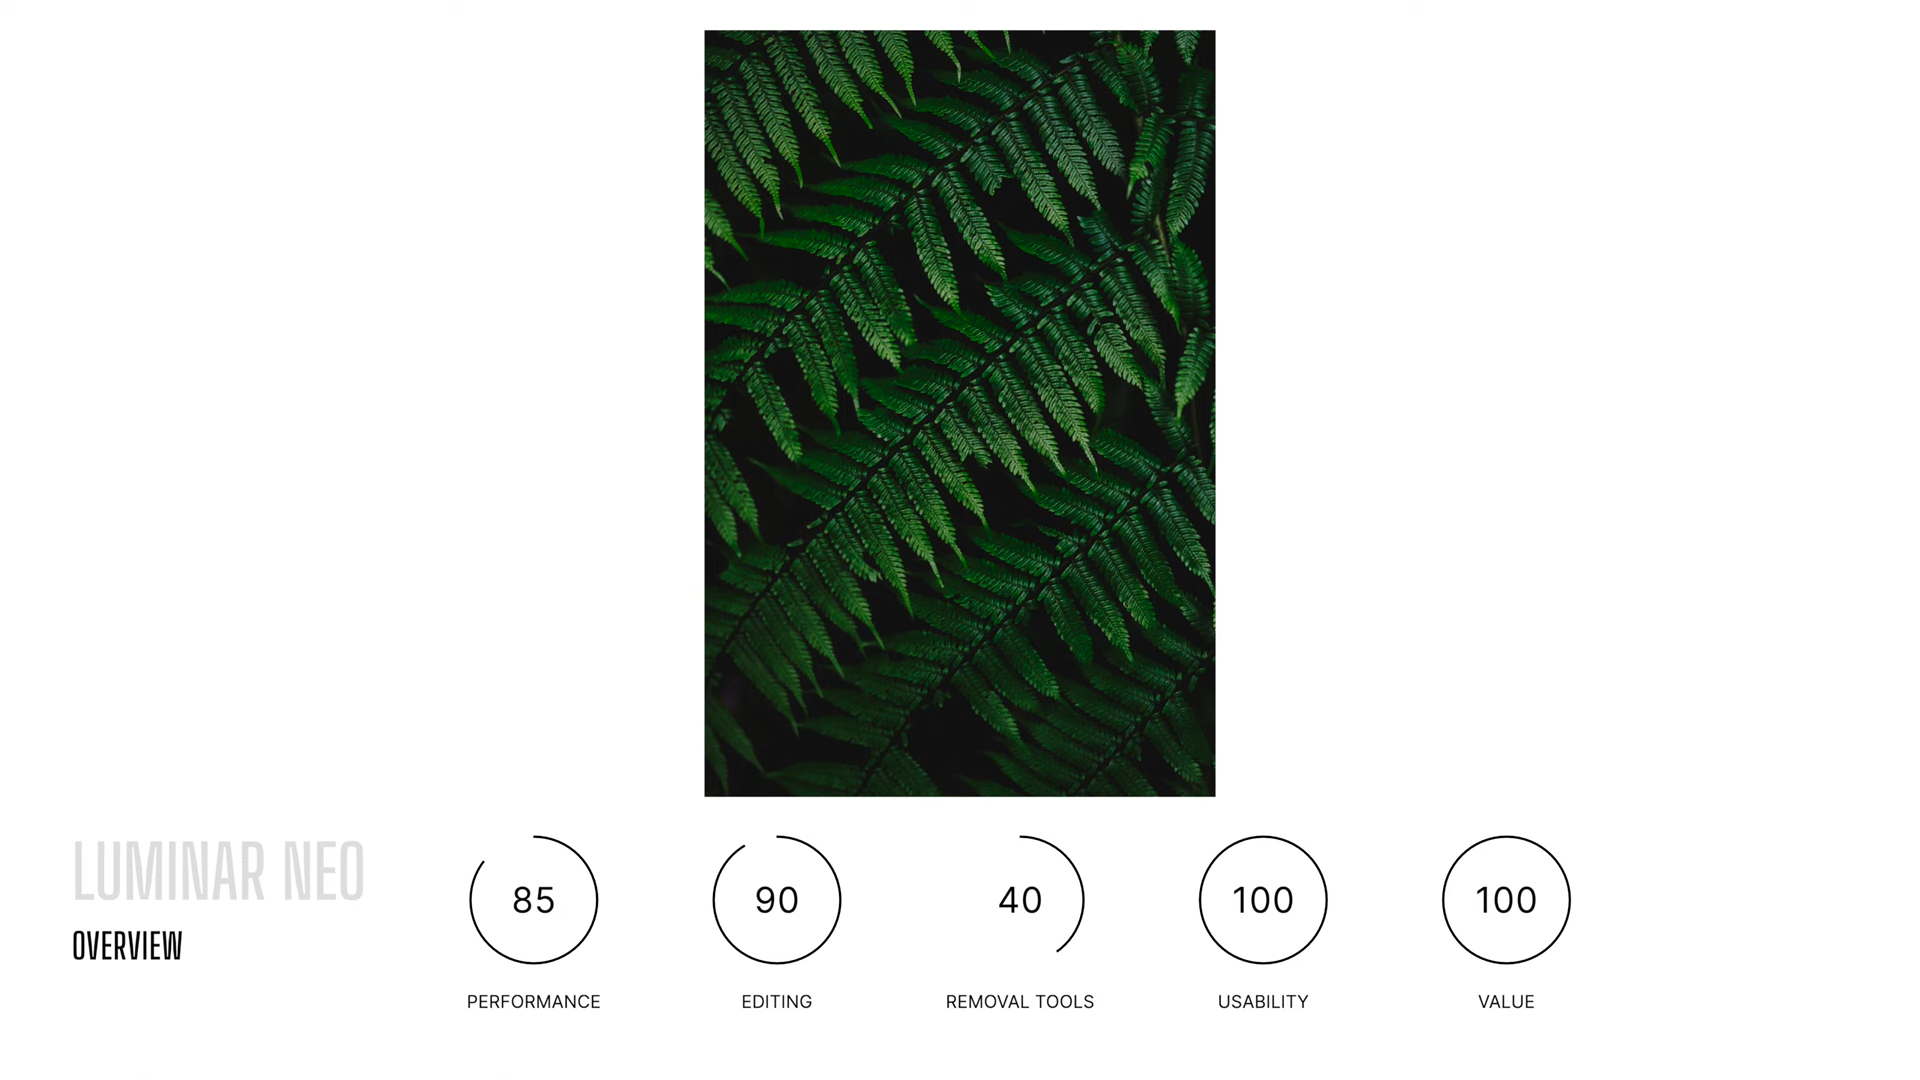 LUMINAR NEO
OVERVIEW
85
PERFORMANCE
90
EDITING
40
REMOVAL TOOLS
100
USABILITY
100
VALUE